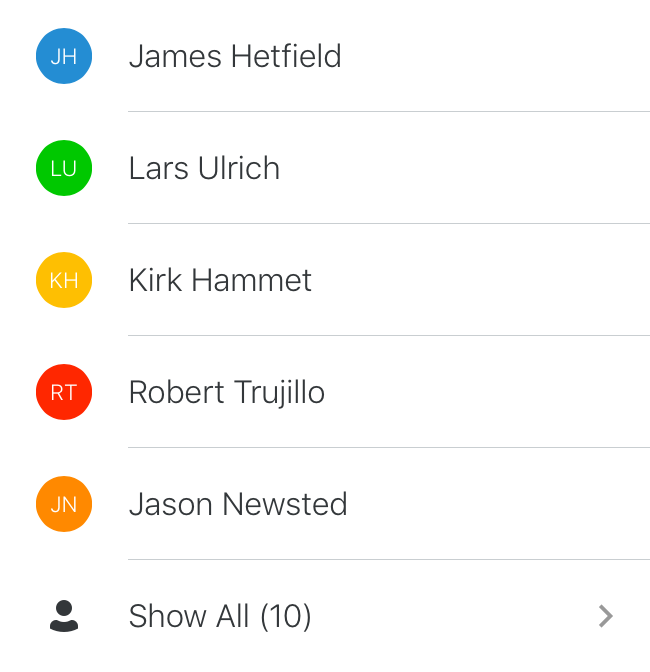 JH James Hetfield
LU Lars Ulrich
KH Kirk Hammet
RT Robert Trujillo
JN Jason Newsted
Show All (10)